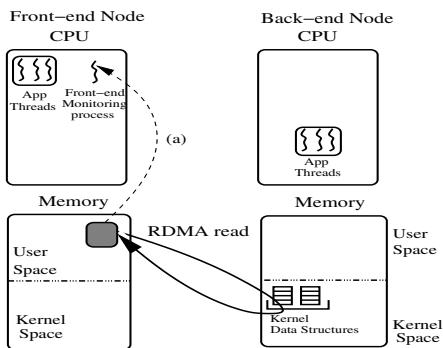 Front-end Node
CPU
App
Threads
Front-end
Monitoring
process
(a)
Back-end Node
CPU
App
Threads
Memory
User
Space
Kernel
Space
RDMA read
Memory
User
Space
Kernel
Data Structures
Kernel
Space